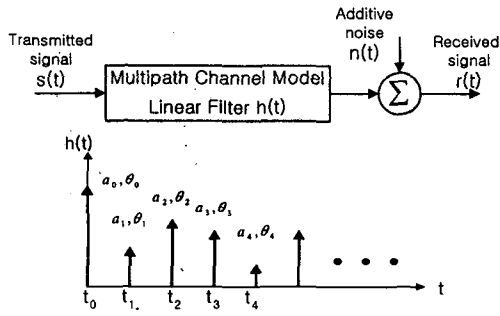 Additive
Transmitted noise Received
signal n(t) signal
s(t) r(t)
Multipath Channel Model
Linear Filter h(t)
Σ
h(t)
a₀,θ₀
a₁,θ₁
a₂,θ₂
a₃,θ₃
a₄,θ₄
• • •
t
t₀ t₁ t₂ t₃ t₄